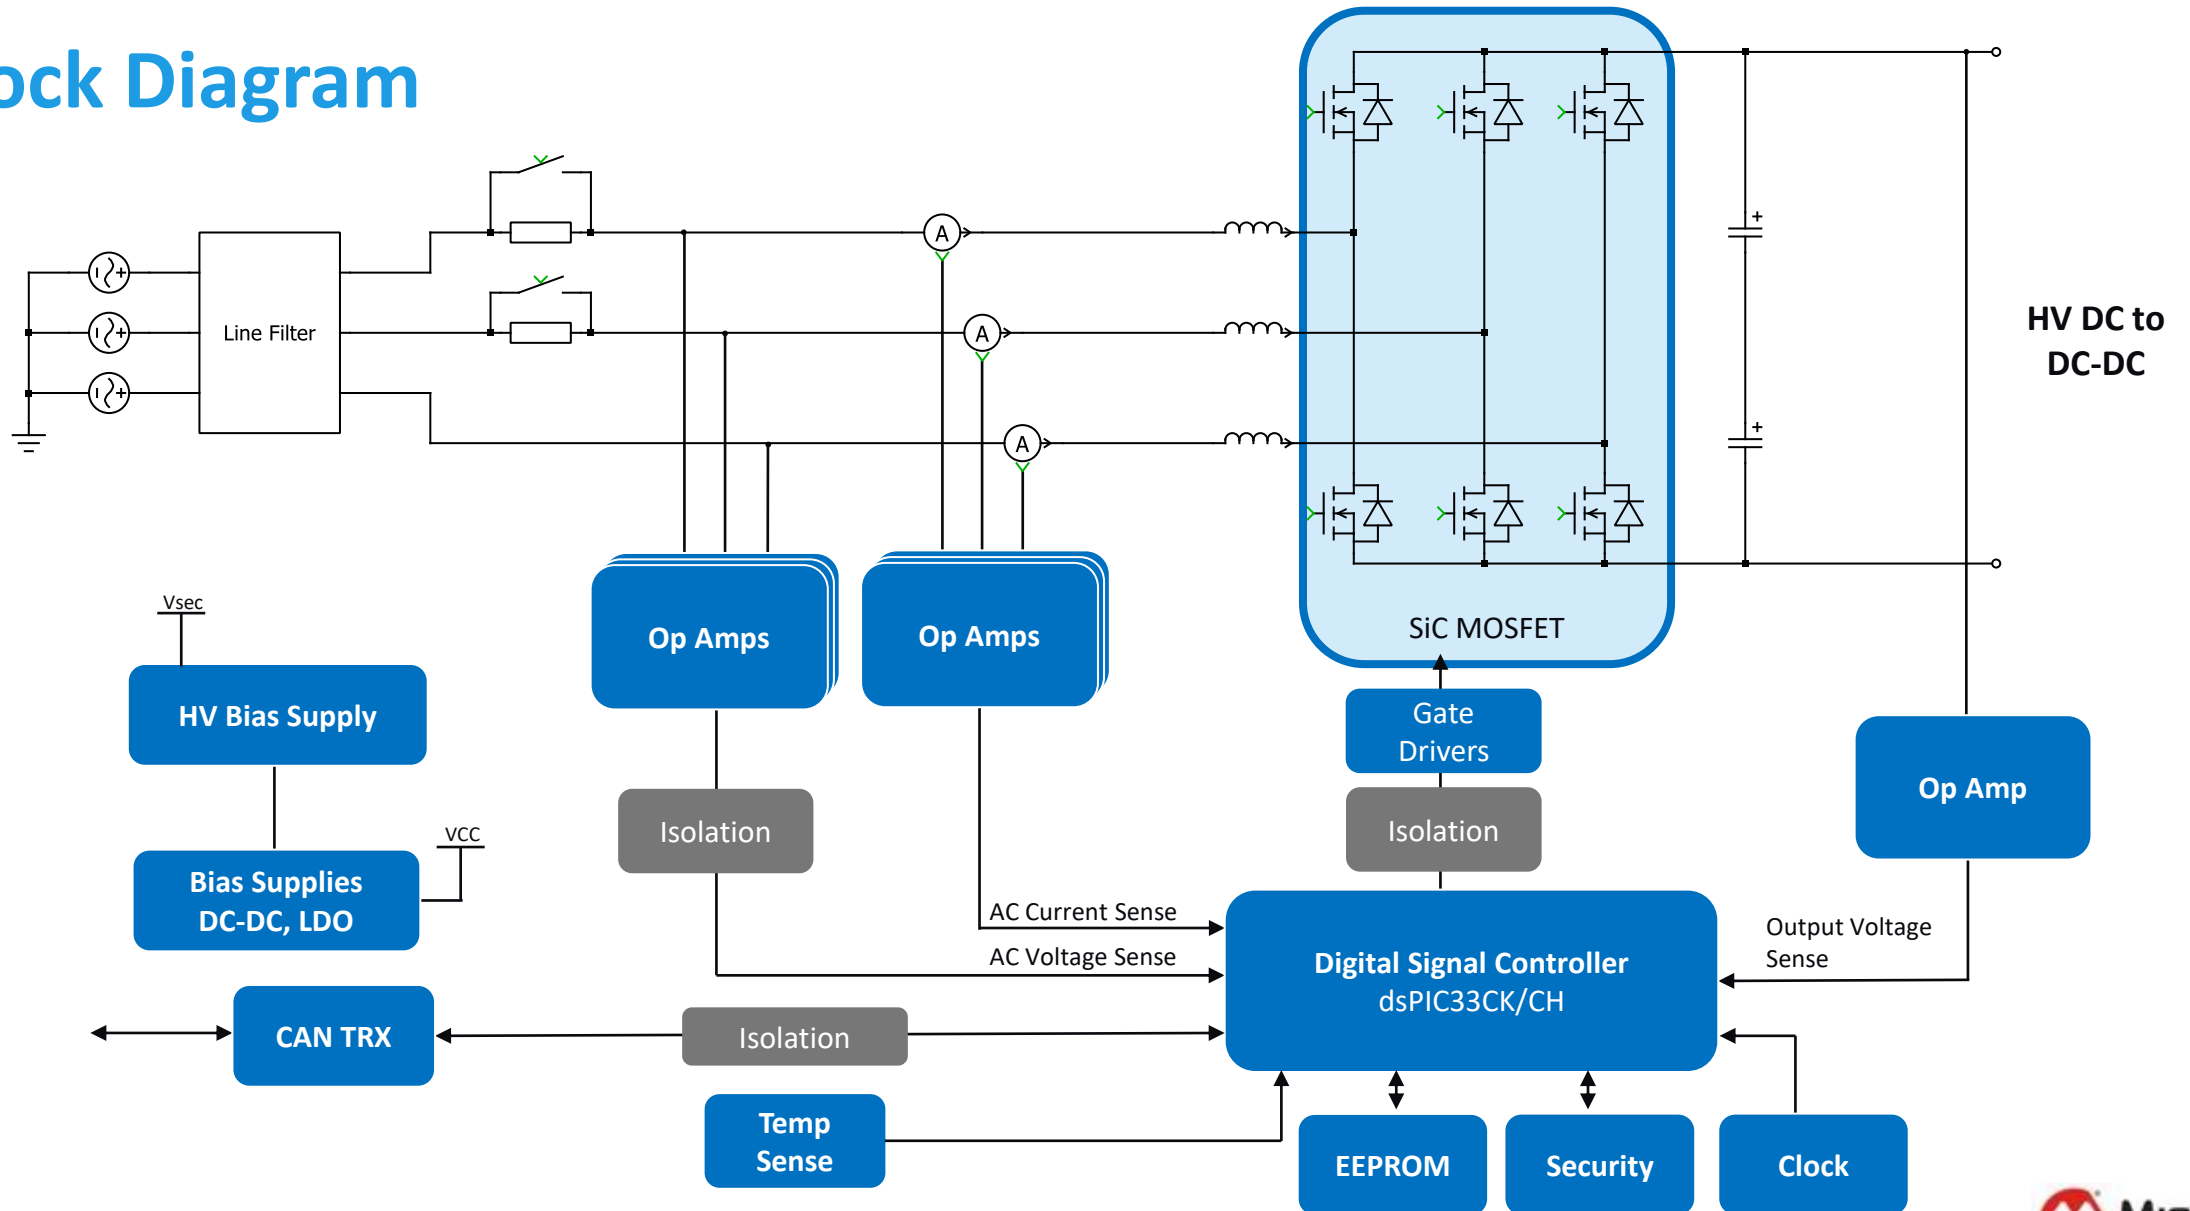 ock Diagram
A
Line Filter
A
A
HV DC to
DC-DC
Vsec
Op Amps
Op Amps
SiC MOSFET
HV Bias Supply
Gate
Drivers
Op Amp
Isolation
Isolation
VCC
Bias Supplies
DC-DC, LDO
AC Current Sense
AC Voltage Sense
Digital Signal Controller
dsPIC33CK/CH
Output Voltage
Sense
CAN TRX
Isolation
Temp
Sense
EEPROM
Security
Clock